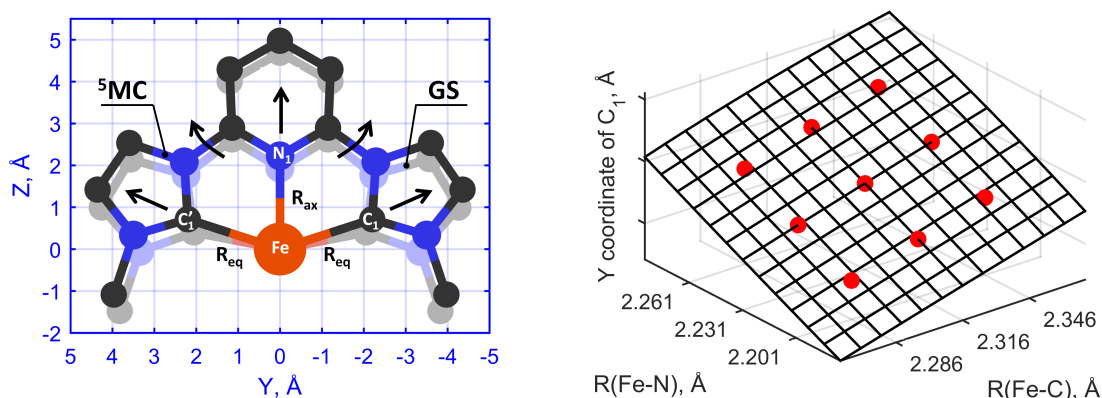 5
4
3
2
1
0
-1
-2
Z, Å
5 4 3 2 1 0 -1 -2 -3 -4 -5
Y, Å
⁵MC
GS
N₁
R_ax
C'₁
C₁
Fe
R_eq
R_eq
Y coordinate of C₁, Å
2.261
2.231
2.201
R(Fe-N), Å
2.286
2.316
2.346
R(Fe-C), Å